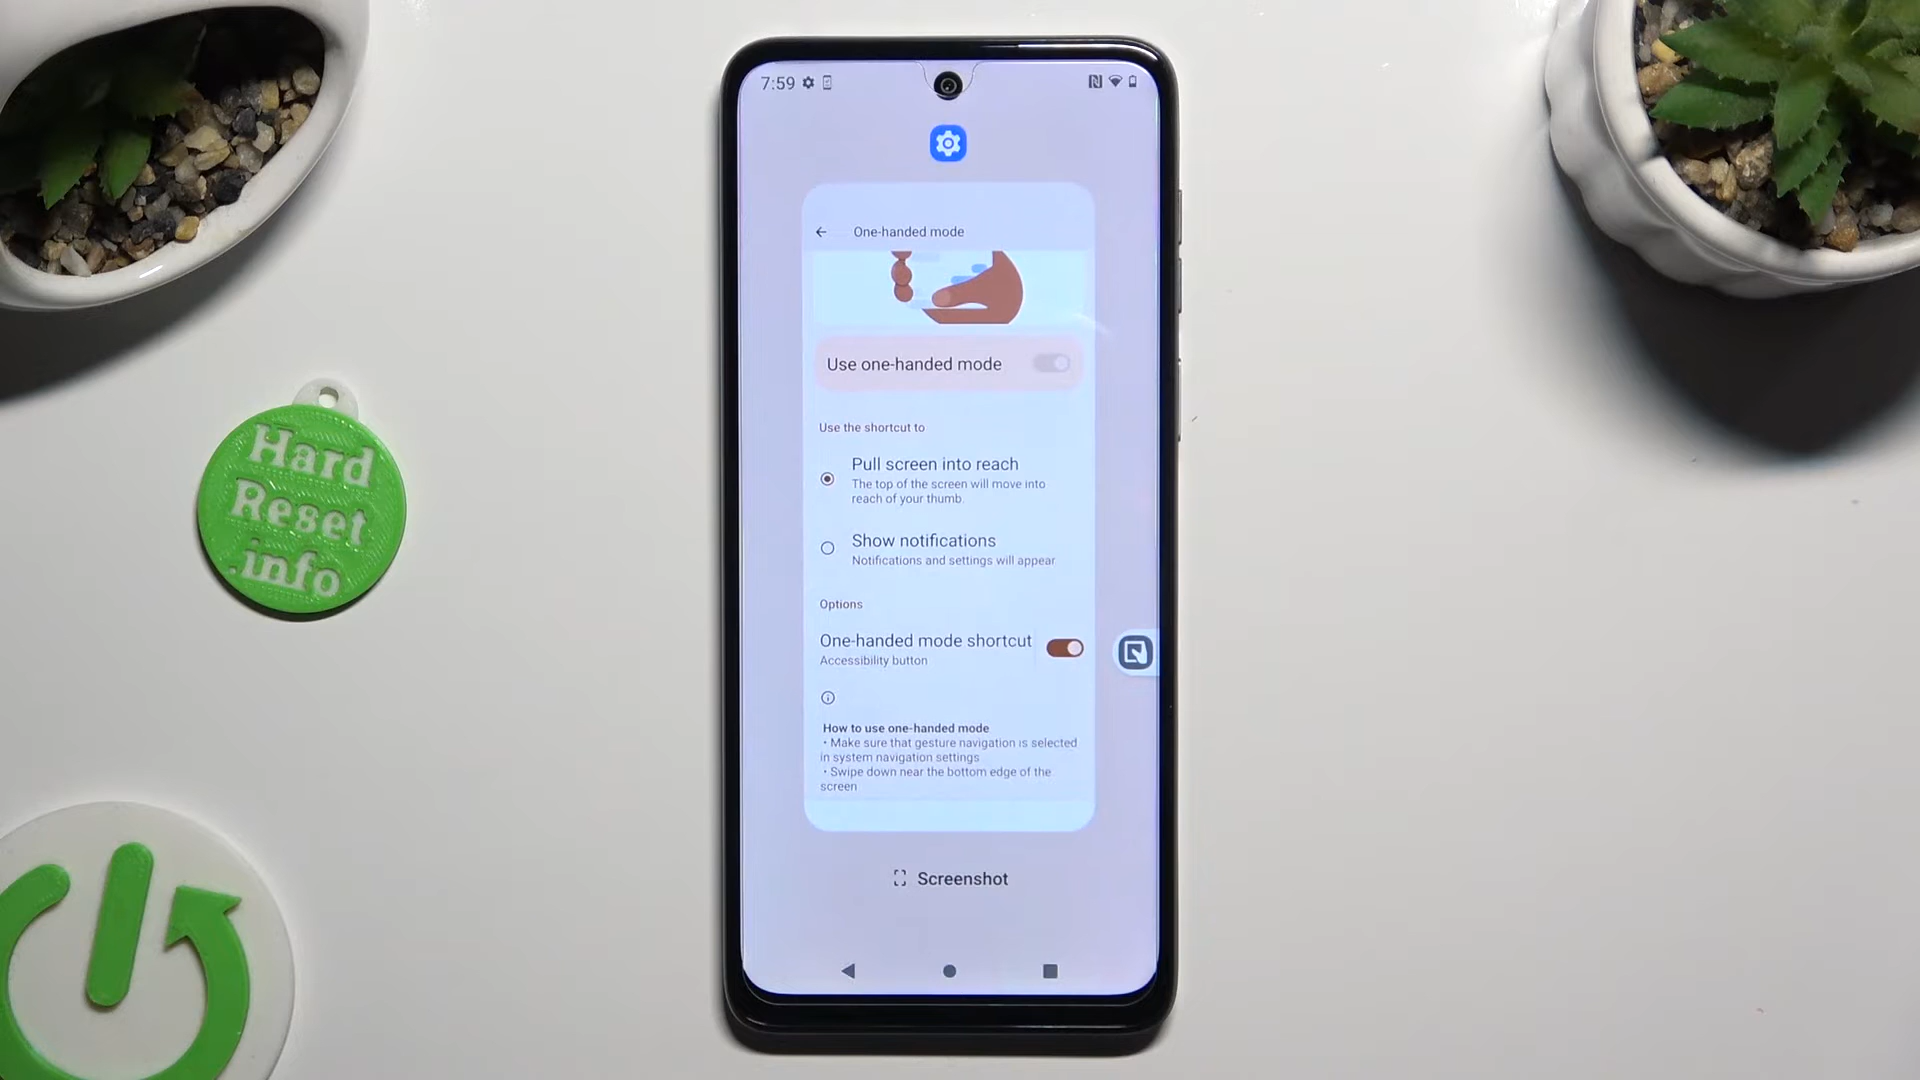 7:59
One-handed mode
Use one-handed mode
Use the shortcut to
Pull screen into reach
The top of the screen will move into
reach of your thumb.
Show notifications
Notifications and settings will appear
Options
One-handed mode shortcut
Accessibility button
How to use one-handed mode
• Make sure that gesture navigation is selected
in system navigation settings
• Swipe down near the bottom edge of the
screen
Screenshot
Hard
Reset
.info